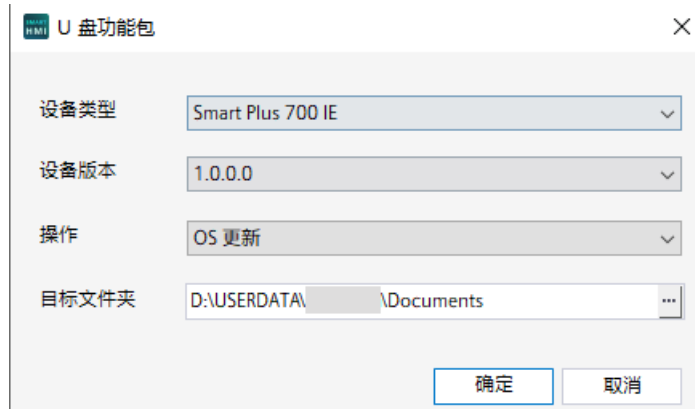 SMART
HMI
U 盘功能包
设备类型
Smart Plus 700 IE
设备版本
1.0.0.0
操作
OS 更新
目标文件夹
D:\USERDATA\ \Documents
...
确定
取消